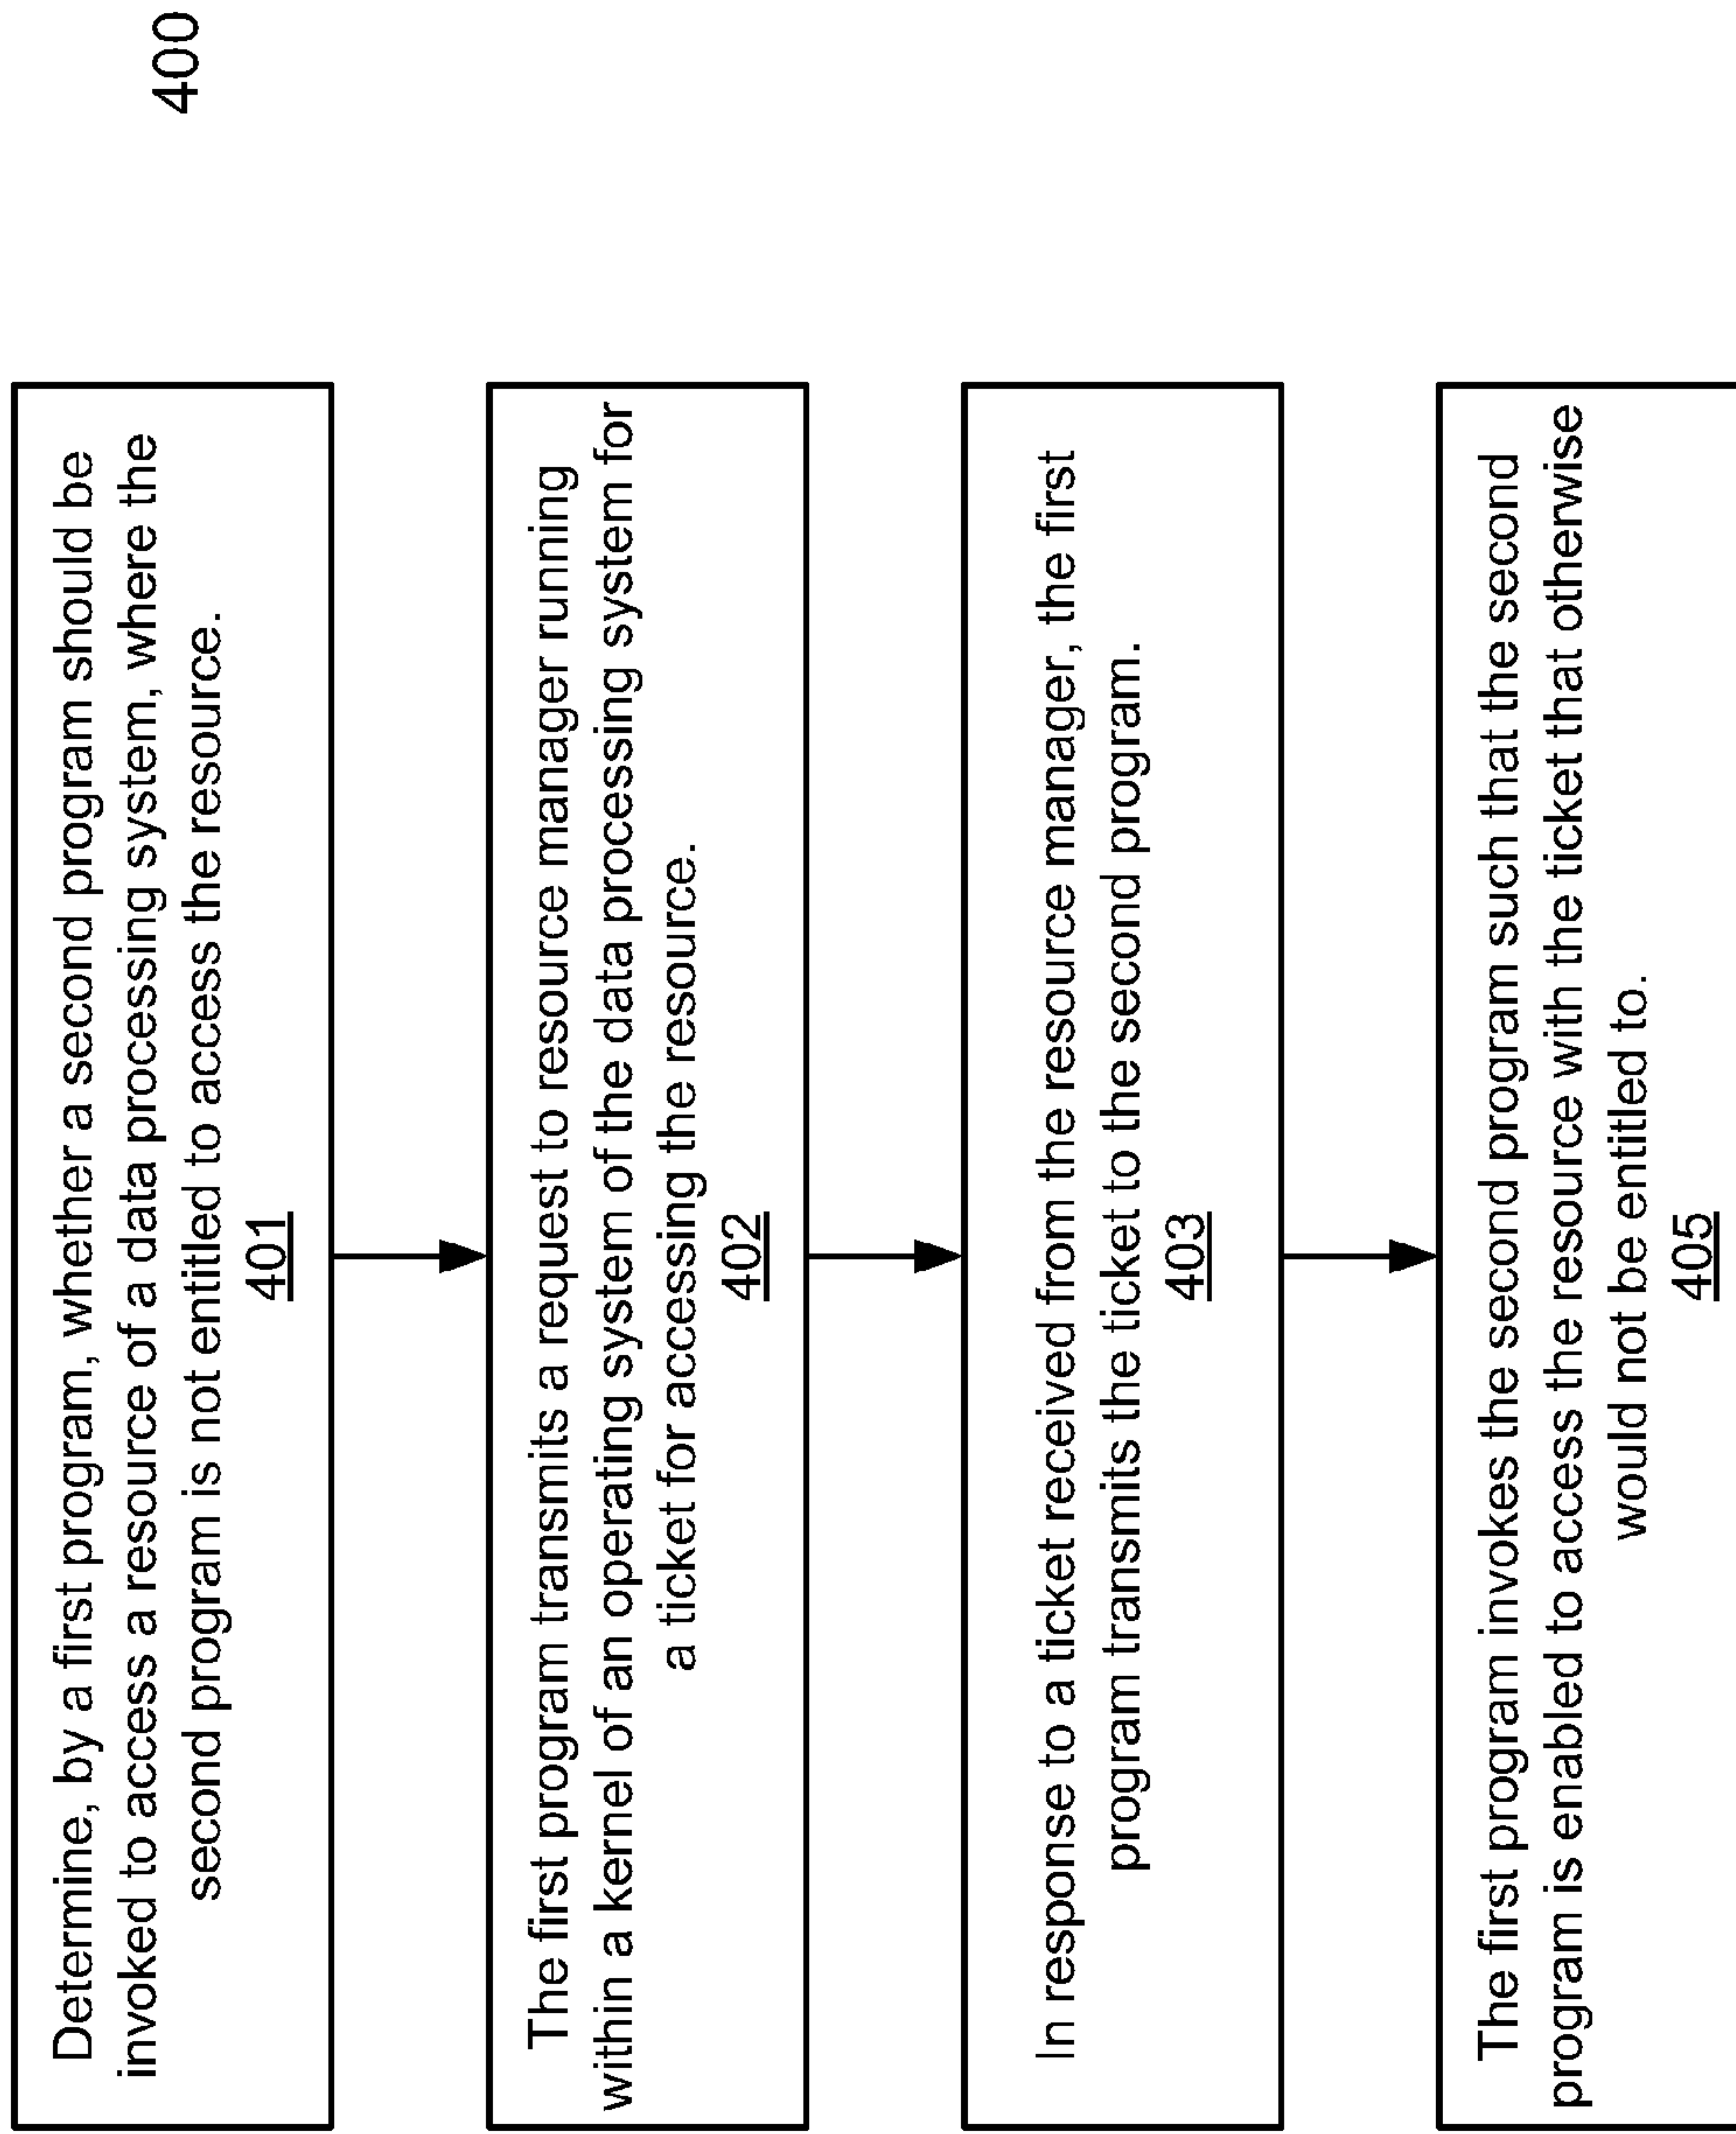 400
Determine, by a first program, whether a second program should be
invoked to access a resource of a data processing system, where the
second program is not entitled to access the resource.
401
The first program transmits a request to resource manager running
within a kernel of an operating system of the data processing system for
a ticket for accessing the resource.
402
In response to a ticket received from the resource manager, the first
program transmits the ticket to the second program.
403
The first program invokes the second program such that the second
program is enabled to access the resource with the ticket that otherwise
would not be entitled to.
405